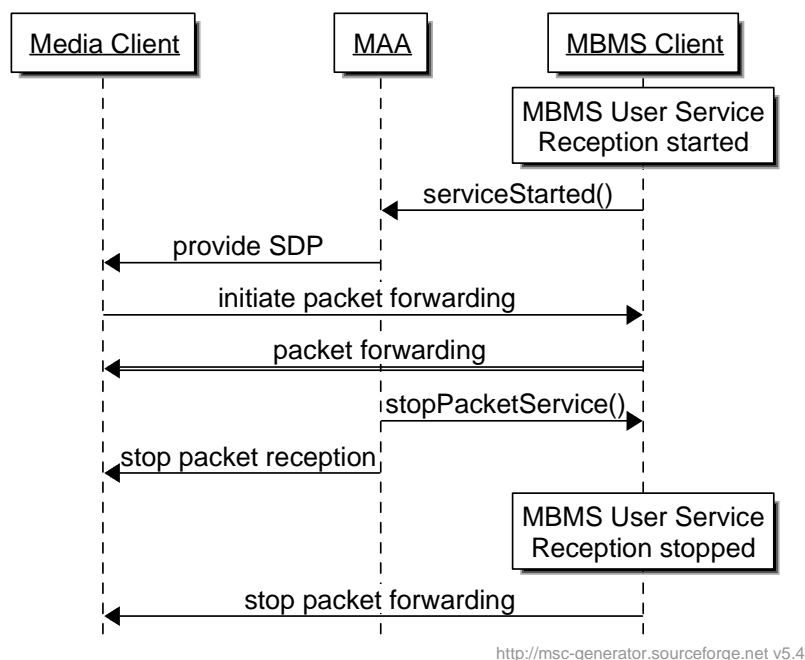 Media Client
MAA
MBMS Client
MBMS User Service
Reception started
serviceStarted()
provide SDP
initiate packet forwarding
packet forwarding
stopPacketService()
stop packet reception
MBMS User Service
Reception stopped
stop packet forwarding
http://msc-generator.sourceforge.net v5.4